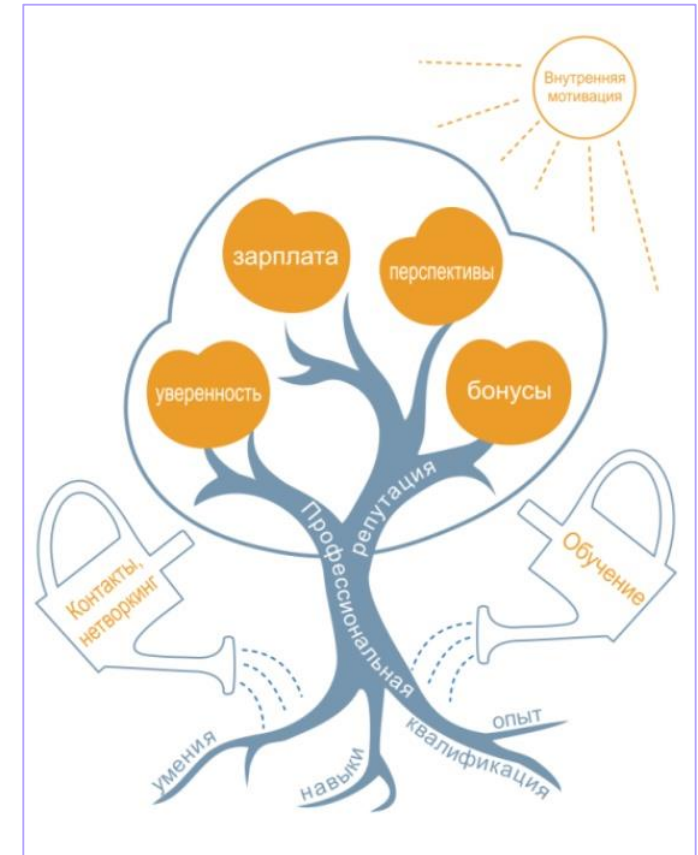 Внутренняя
мотивация
зарплата
перспективы
уверенность
бонусы
Профессиональная
репутация
Контакты,
нетворкинг
Обучение
умения
навыки
квалификация
опыт